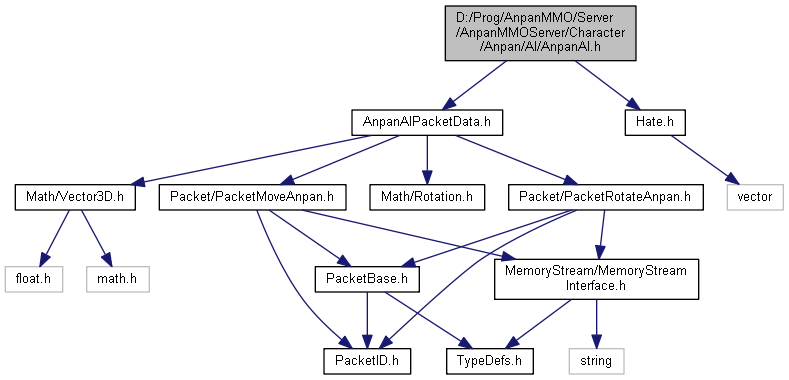 D:/Prog/AnpanMMO/Server
/AnpanMMOServer/Character
/Anpan/AI/AnpanAI.h
AnpanAIPacketData.h
Hate.h
Math/Vector3D.h
Packet/PacketMoveAnpan.h
Math/Rotation.h
Packet/PacketRotateAnpan.h
vector
float.h
math.h
PacketBase.h
MemoryStream/MemoryStream
Interface.h
PacketID.h
TypeDefs.h
string